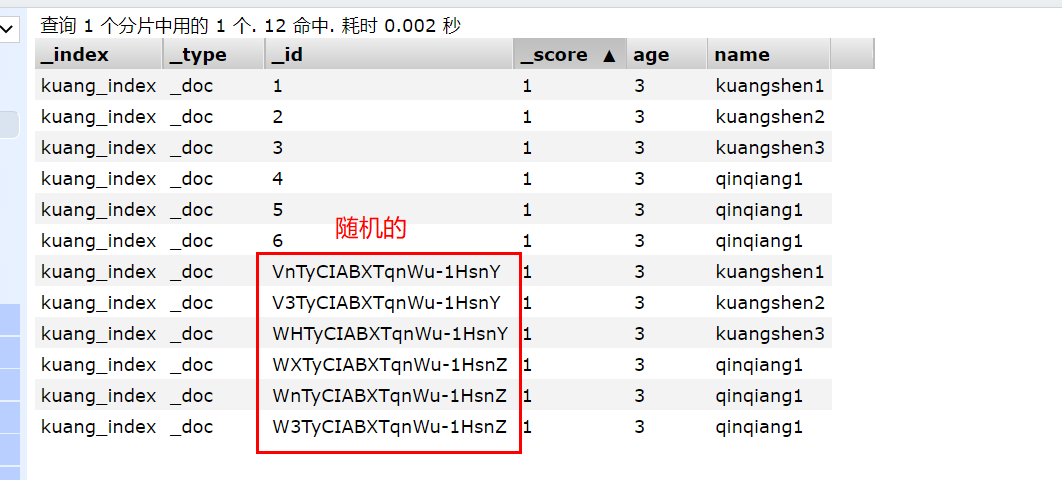 查询 1 个分片中用的 1 个. 12 命中. 耗时 0.002 秒
_index _type _id _score ▲ age name
kuang_index _doc 1 1 3 kuangshen1
kuang_index _doc 2 1 3 kuangshen2
kuang_index _doc 3 1 3 kuangshen3
kuang_index _doc 4 1 3 qinqiang1
kuang_index _doc 5 1 3 qinqiang1
随机的
kuang_index _doc 6 1 3 qinqiang1
kuang_index _doc VnTyCIABXTqnWu-1HsnY 1 3 kuangshen1
kuang_index _doc V3TyCIABXTqnWu-1HsnY 1 3 kuangshen2
kuang_index _doc WHTyCIABXTqnWu-1HsnY 1 3 kuangshen3
kuang_index _doc WXTyCIABXTqnWu-1HsnZ 1 3 qinqiang1
kuang_index _doc WnTyCIABXTqnWu-1HsnZ 1 3 qinqiang1
kuang_index _doc W3TyCIABXTqnWu-1HsnZ 1 3 qinqiang1